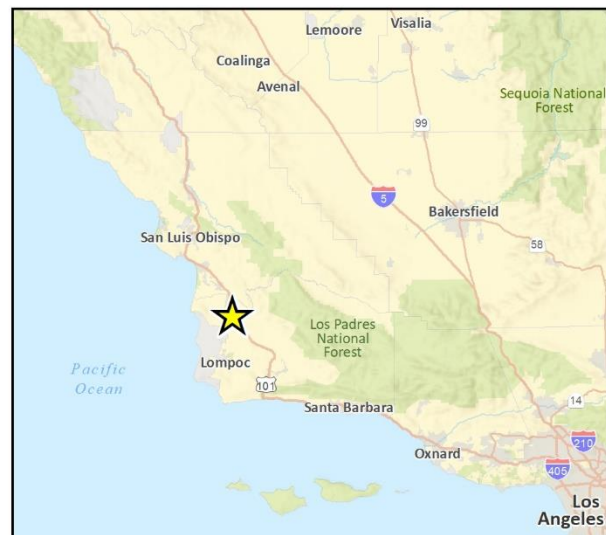 Lemoore
Visalia
Coalinga
Avenal
Sequoia National
Forest
99
5
Bakersfield
San Luis Obispo
58
Los Padres
National
Forest
Lompoc
Pacific
Ocean
101
Santa Barbara
14
Oxnard
210
405
Los
Angeles